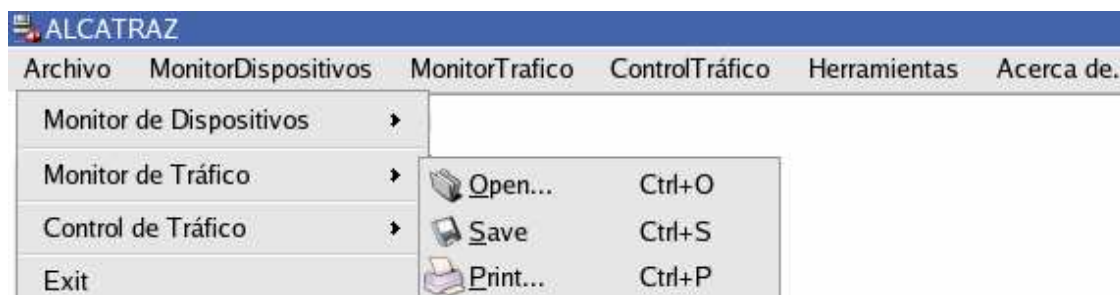 ALCATRAZ
Archivo MonitorDispositivos MonitorTrafico ControlTráfico Herramientas Acerca de.
Monitor de Dispositivos
Monitor de Tráfico
Open... Ctrl+O
Control de Tráfico
Save Ctrl+S
Exit
Print... Ctrl+P